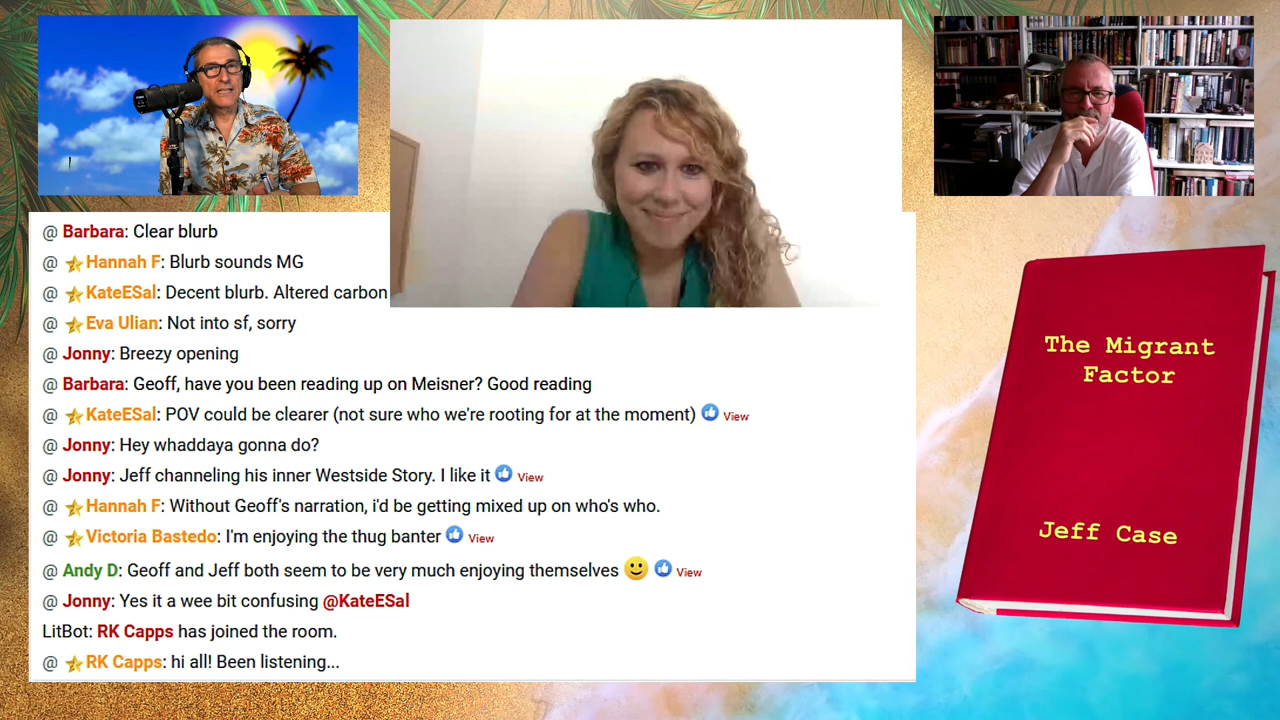 @ Barbara: Clear blurb
@ Hannah F: Blurb sounds MG
@ KateESal: Decent blurb. Altered carbon
@ Eva Ulian: Not into sf, sorry
@ Jonny: Breezy opening
@ Barbara: Geoff, have you been reading up on Meisner? Good reading
@ KateESal: POV could be clearer (not sure who we're rooting for at the moment) View
@ Jonny: Hey whaddaya gonna do?
@ Jonny: Jeff channeling his inner Westside Story. I like it View
@ Hannah F: Without Geoff's narration, i'd be getting mixed up on who's who.
@ Victoria Bastedo: I'm enjoying the thug banter View
@ Andy D: Geoff and Jeff both seem to be very much enjoying themselves 🙂 View
@ Jonny: Yes it a wee bit confusing @KateESal
LitBot: RK Capps has joined the room.
@ RK Capps: hi all! Been listening...
The Migrant
Factor
Jeff Case